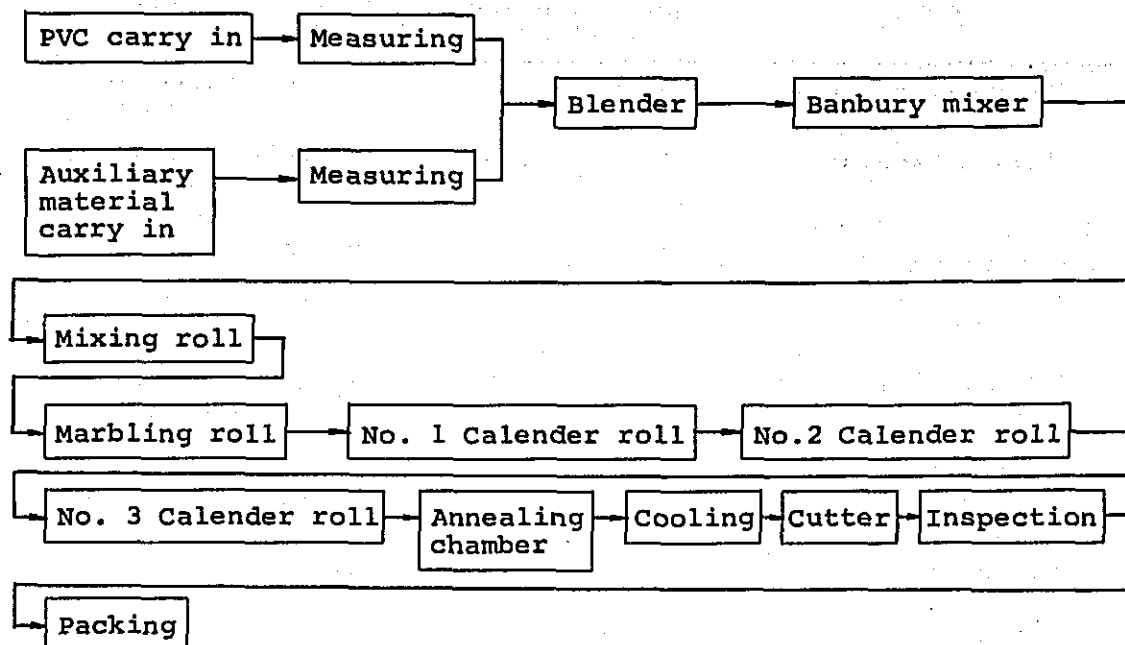 PVC carry in
Measuring
Blender
Banbury mixer
Auxiliary
material
carry in
Measuring
Mixing roll
Marbling roll
No. 1 Calender roll
No.2 Calender roll
No. 3 Calender roll
Annealing
chamber
Cooling
Cutter
Inspection
Packing